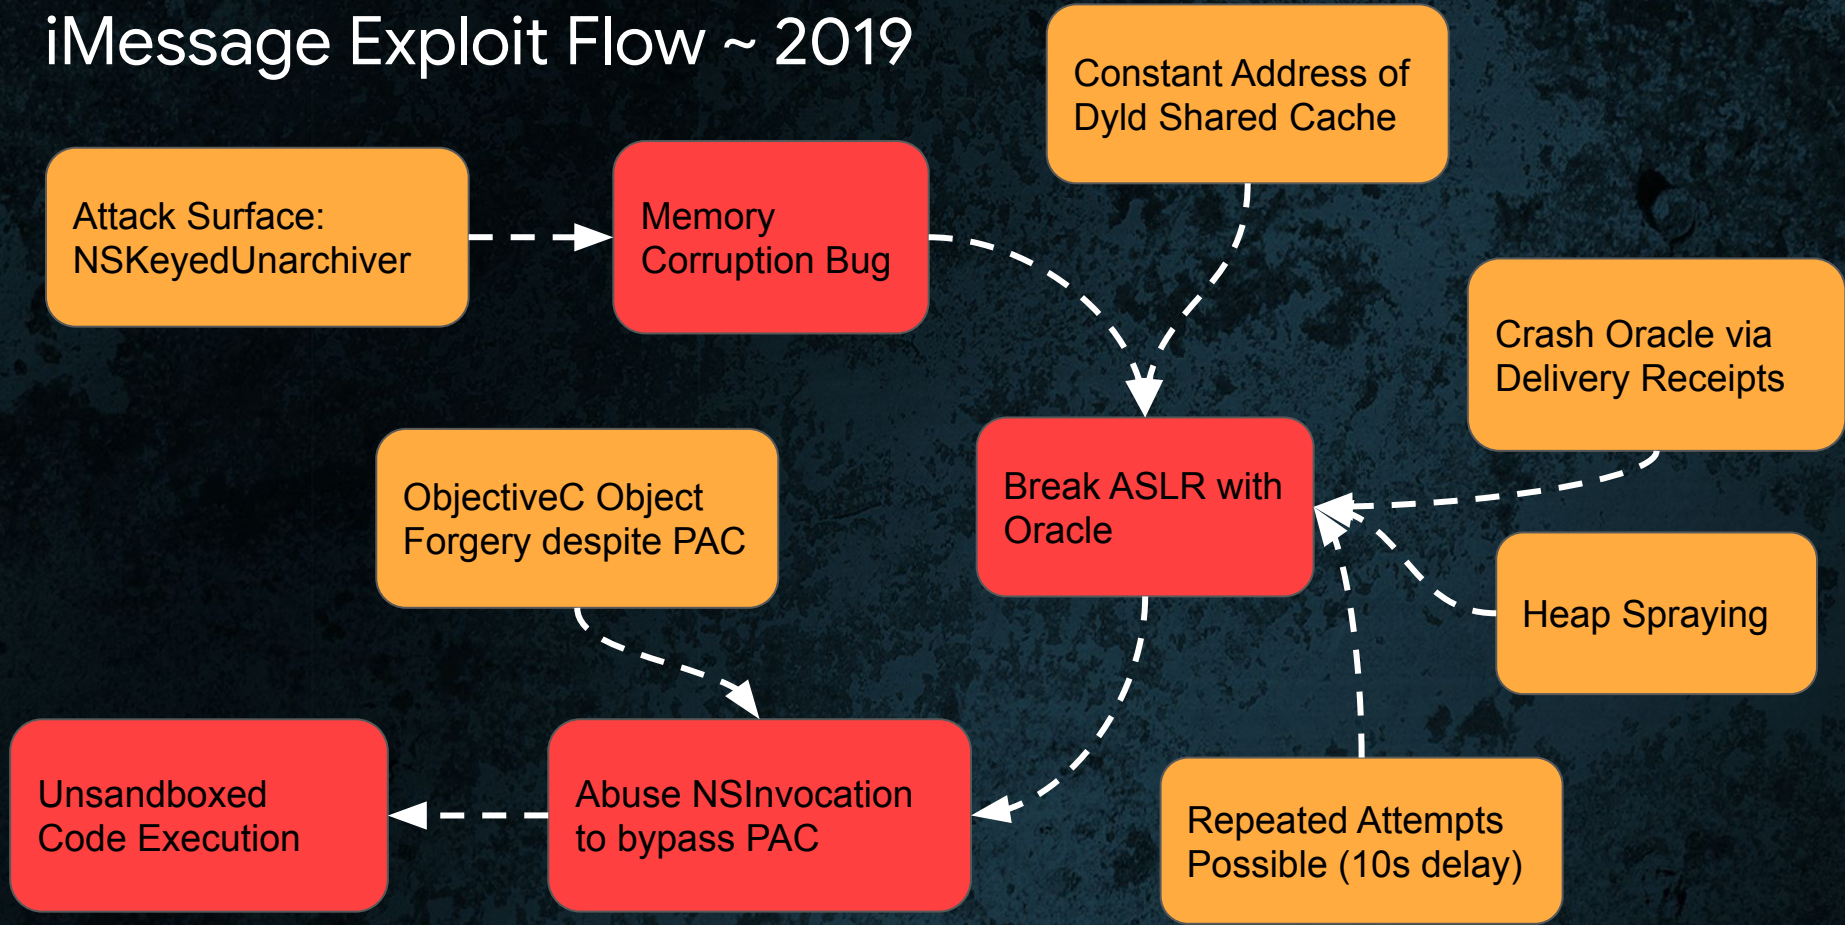 iMessage Exploit Flow ~ 2019
Constant Address of
Dyld Shared Cache
Attack Surface:
NSKeyedUnarchiver
Memory
Corruption Bug
Crash Oracle via
Delivery Receipts
ObjectiveC Object
Forgery despite PAC
Break ASLR with
Oracle
Heap Spraying
Unsandboxed
Code Execution
Abuse NSInvocation
to bypass PAC
Repeated Attempts
Possible (10s delay)